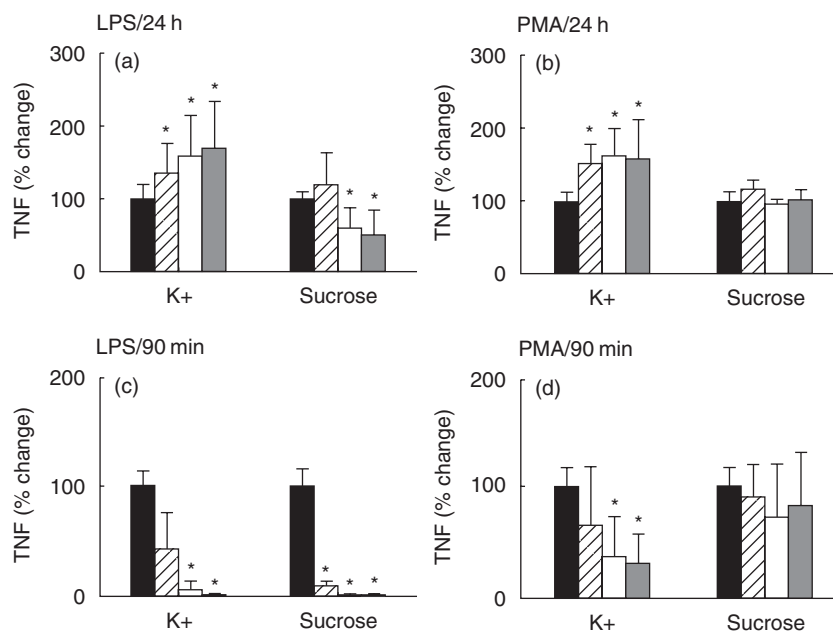 LPS/24 h
(a)
TNF (% change)
300
200
100
0
* * *
* *
K+ Sucrose
PMA/24 h
(b)
TNF (% change)
300
200
100
0
* * *
K+ Sucrose
LPS/90 min
(c)
TNF (% change)
200
100
0
* *
* * *
K+ Sucrose
PMA/90 min
(d)
TNF (% change)
200
100
0
* *
K+ Sucrose